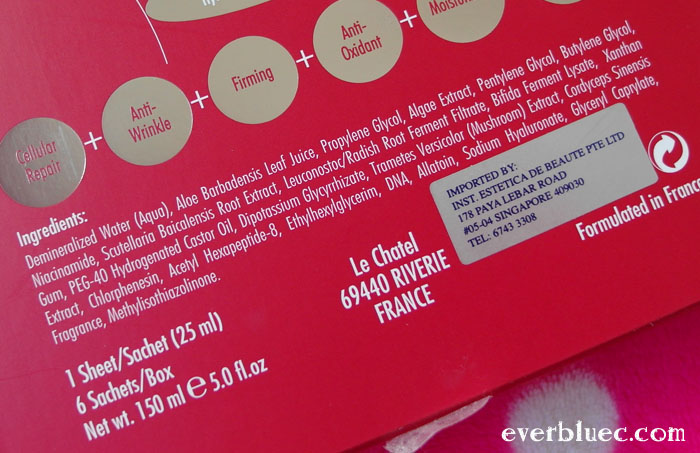 Cellular
Repair
+
Anti-
Wrinkle
+
Firming
+
Anti-
Oxidant
+
Ingredients:
Demineralized Water (Aqua), Aloe Barbadensis Leaf Juice, Propylene Glycol, Algae Extract, Pentylene Glycol, Butylene Glycol,
Niacinamide, Scutellaria Baicalensis Root Extract, Leuconostoc/Radish Root Ferment Filtrate, Bifida Ferment Lysate, Xanthan
Gum, PEG-40 Hydrogenated Castor Oil, Dipotassium Glycyrrhizate, Trametes Versicolor (Mushroom) Extract, Cordyceps Sinensis
Extract, Chlorphenesin, Acetyl Hexapeptide-8, Ethylhexylglycerin, DNA, Allatoin, Sodium Hyaluronate, Glyceryl Caprylate,
Fragrance, Methylisothiazolinone.
1 Sheet/Sachet (25 ml)
6 Sachets/Box
Net wt. 150 ml ℮ 5.0 fl.oz
Le Chatel
69440 RIVERIE
FRANCE
IMPORTED BY:
INST. ESTETICA DE BEAUTE PTE LTD
178 PAYA LEBAR ROAD
#05-04 SINGAPORE 409030
TEL: 6743 3308
Formulated in France
everbluec.com